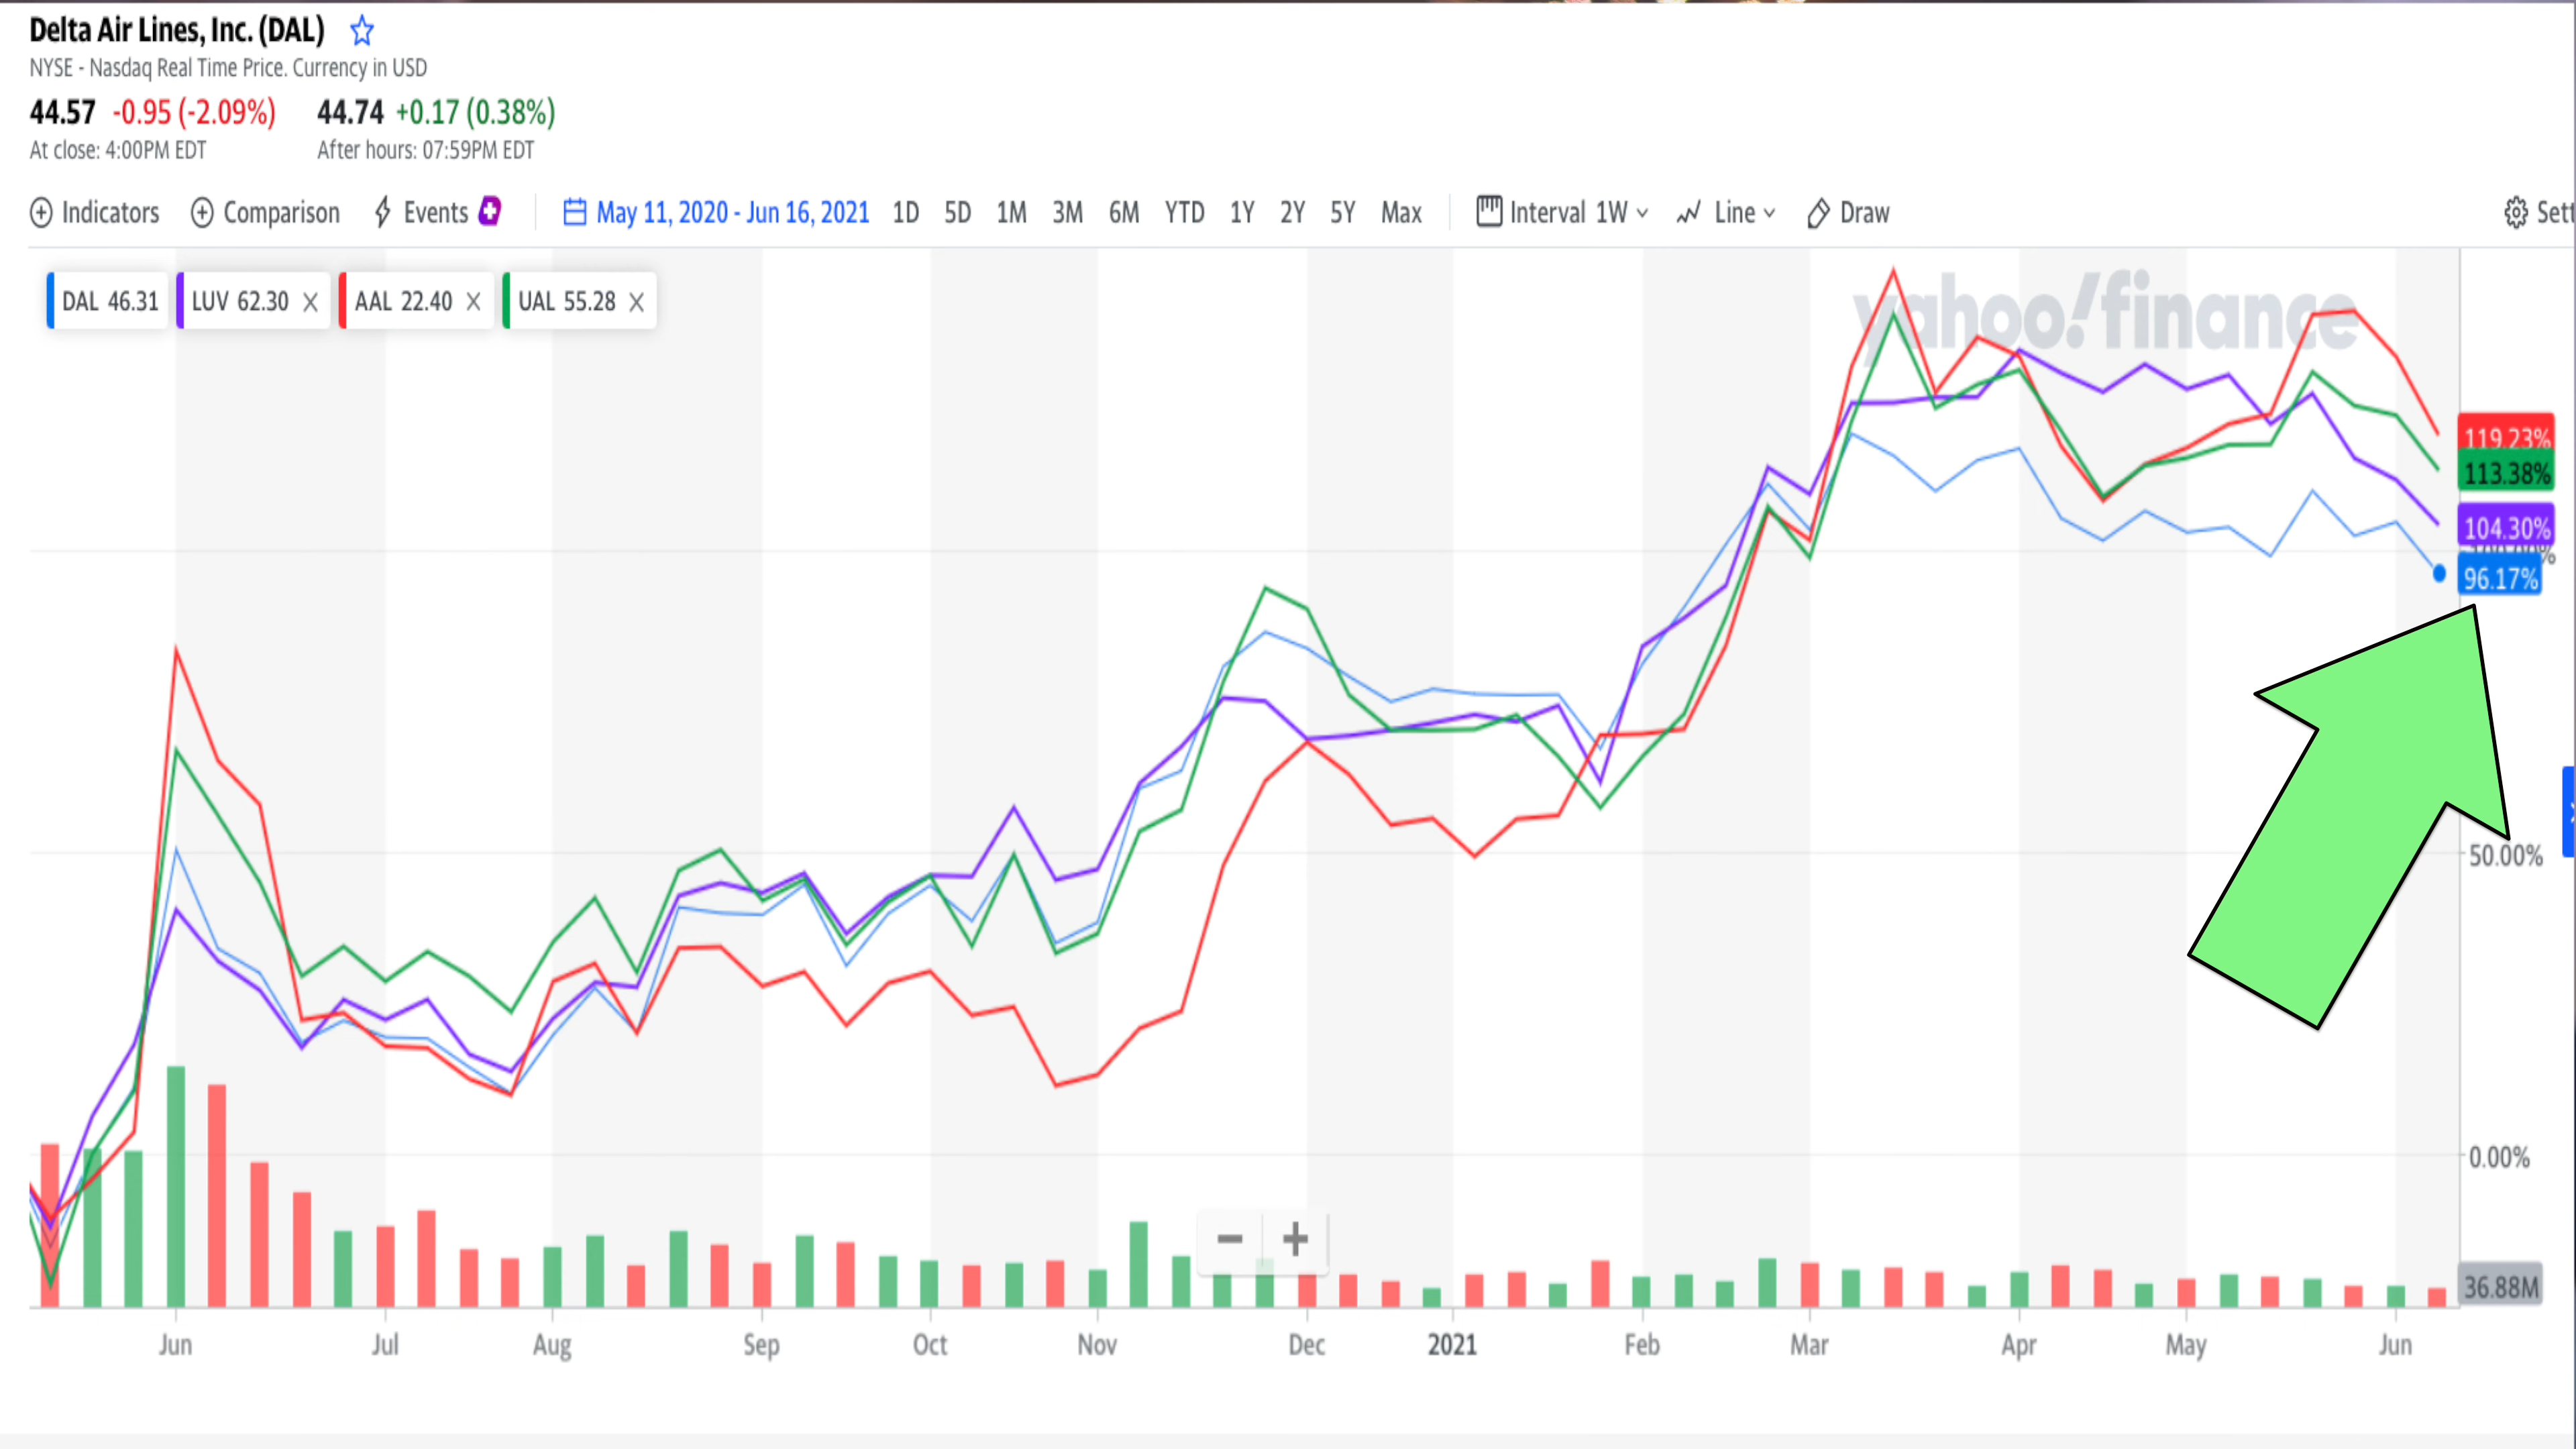 Delta Air Lines, Inc. (DAL)
NYSE - Nasdaq Real Time Price. Currency in USD
44.57 -0.95 (-2.09%) 44.74 +0.17 (0.38%)
At close: 4:00PM EDT After hours: 07:59PM EDT
Indicators Comparison Events May 11, 2020 - Jun 16, 2021 1D 5D 1M 3M 6M YTD 1Y 2Y 5Y Max Interval 1W Line Draw Sett
DAL 46.31 LUV 62.30 X AAL 22.40 X UAL 55.28 X
yahoo!finance
119.23%
113.38%
104.30%
96.17%
50.00%
0.00%
36.88M
Jun Jul Aug Sep Oct Nov Dec 2021 Feb Mar Apr May Jun